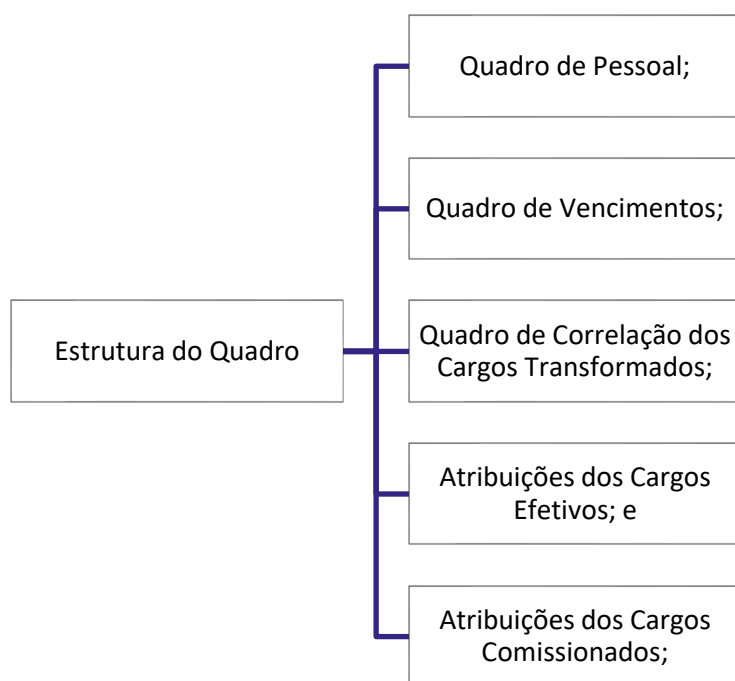 Quadro de Pessoal;
Quadro de Vencimentos;
Estrutura do Quadro
Quadro de Correlação dos
Cargos Transformados;
Atribuições dos Cargos
Efetivos; e
Atribuições dos Cargos
Comissionados;